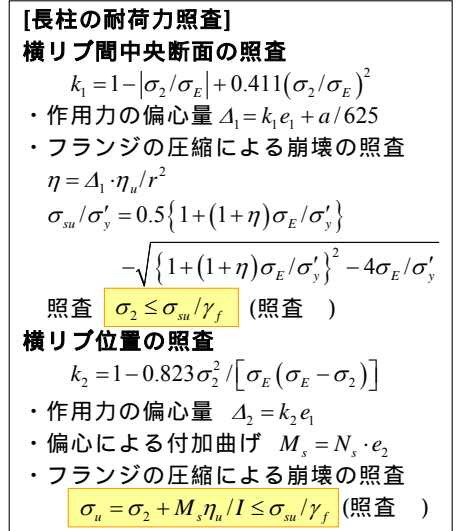 [長柱の耐荷力照査]
横リブ間中央断面の照査
k₁ = 1 − |σ₂/σ_E| + 0.411(σ₂/σ_E)²
・作用力の偏心量 Δ₁ = k₁e₁ + a/625
・フランジの圧縮による崩壊の照査
η = Δ₁·η_u/r²
σ_su/σ′_y = 0.5{1+(1+η)σ_E/σ′_y}
−√({1+(1+η)σ_E/σ′_y}² − 4σ_E/σ′_y)
照査 σ₂ ≤ σ_su/γ_f (照査　)
横リブ位置の照査
k₂ = 1 − 0.823σ₂²/[σ_E(σ_E − σ₂)]
・作用力の偏心量 Δ₂ = k₂e₁
・偏心による付加曲げ M_s = N_s·e₂
・フランジの圧縮による崩壊の照査
σ_u = σ₂ + M_sη_u/I ≤ σ_su/γ_f (照査　)